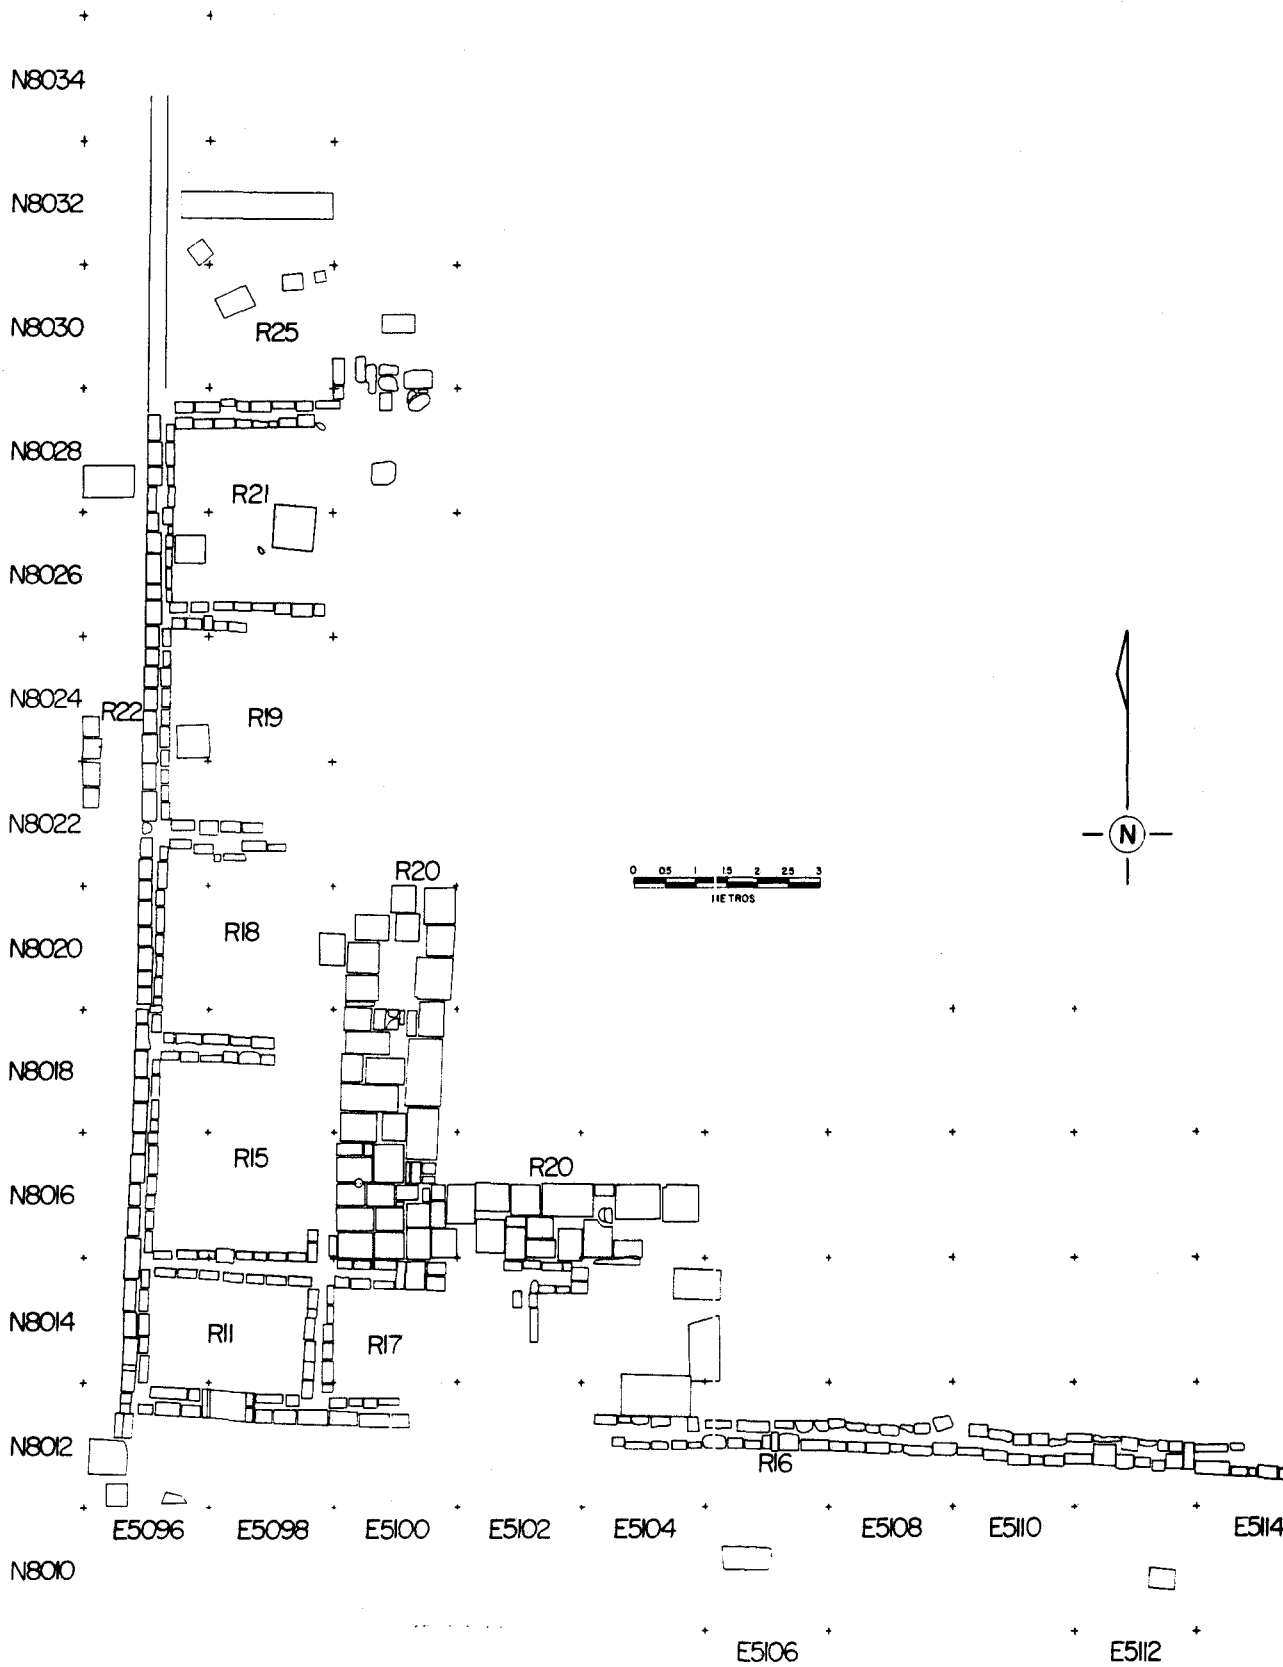 N8034
N8032
N8030
R25
N8028
R21
N8026
N8024
R22
R19
N8022
0 0.5 1 1.5 2 2.5 3
METROS
N
R20
R18
N8020
N8018
R15
R20
N8016
N8014
R11
R17
N8012
R16
E5096 E5098 E5100 E5102 E5104 E5108 E5110 E5114
N8010
E5106 E5112